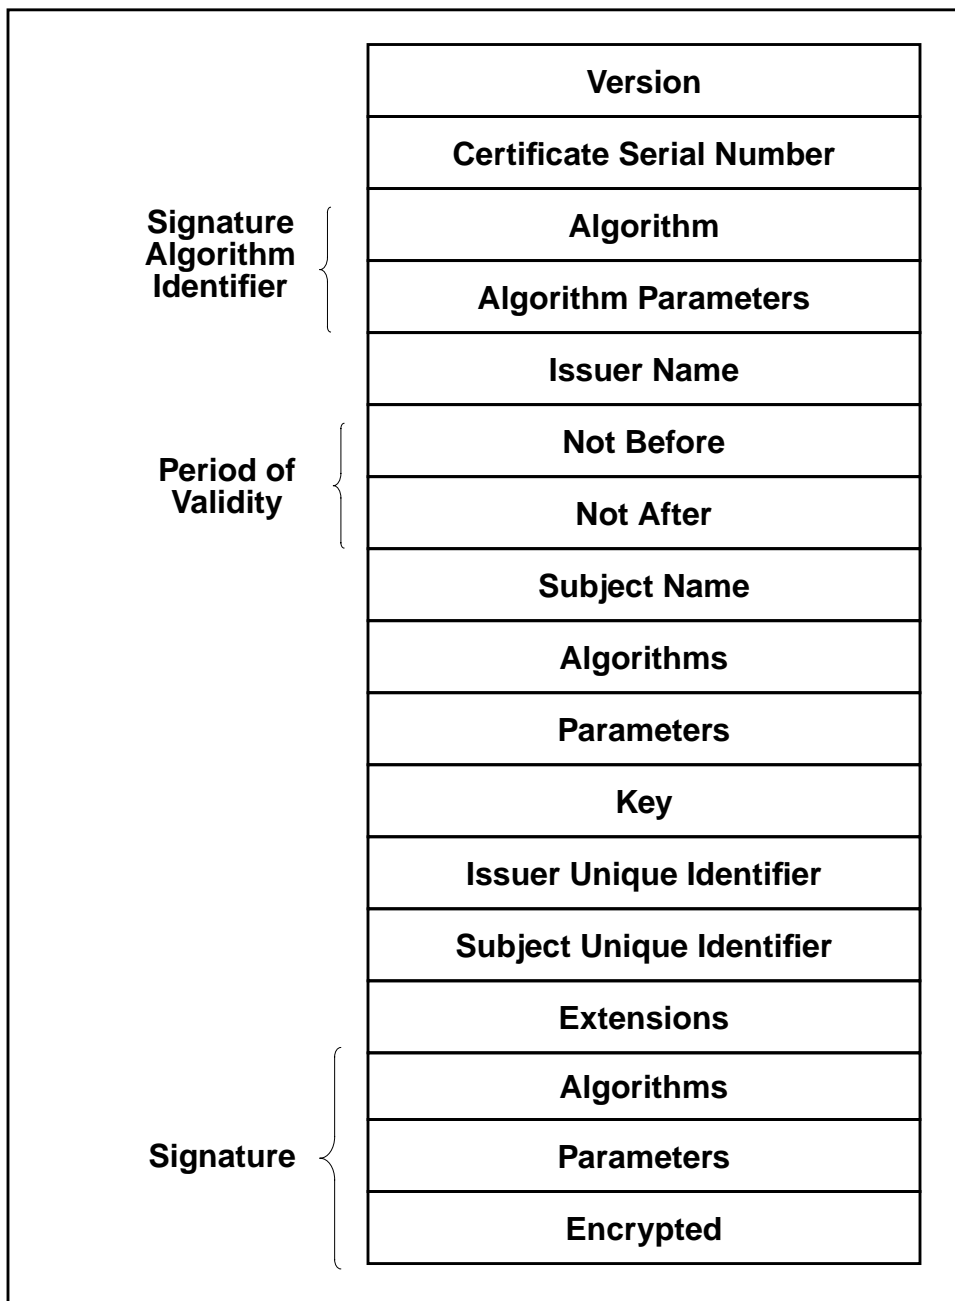 Version
Certificate Serial Number
Signature
Algorithm
Identifier
Algorithm
Algorithm Parameters
Issuer Name
Period of
Validity
Not Before
Not After
Subject Name
Algorithms
Parameters
Key
Issuer Unique Identifier
Subject Unique Identifier
Extensions
Signature
Algorithms
Parameters
Encrypted